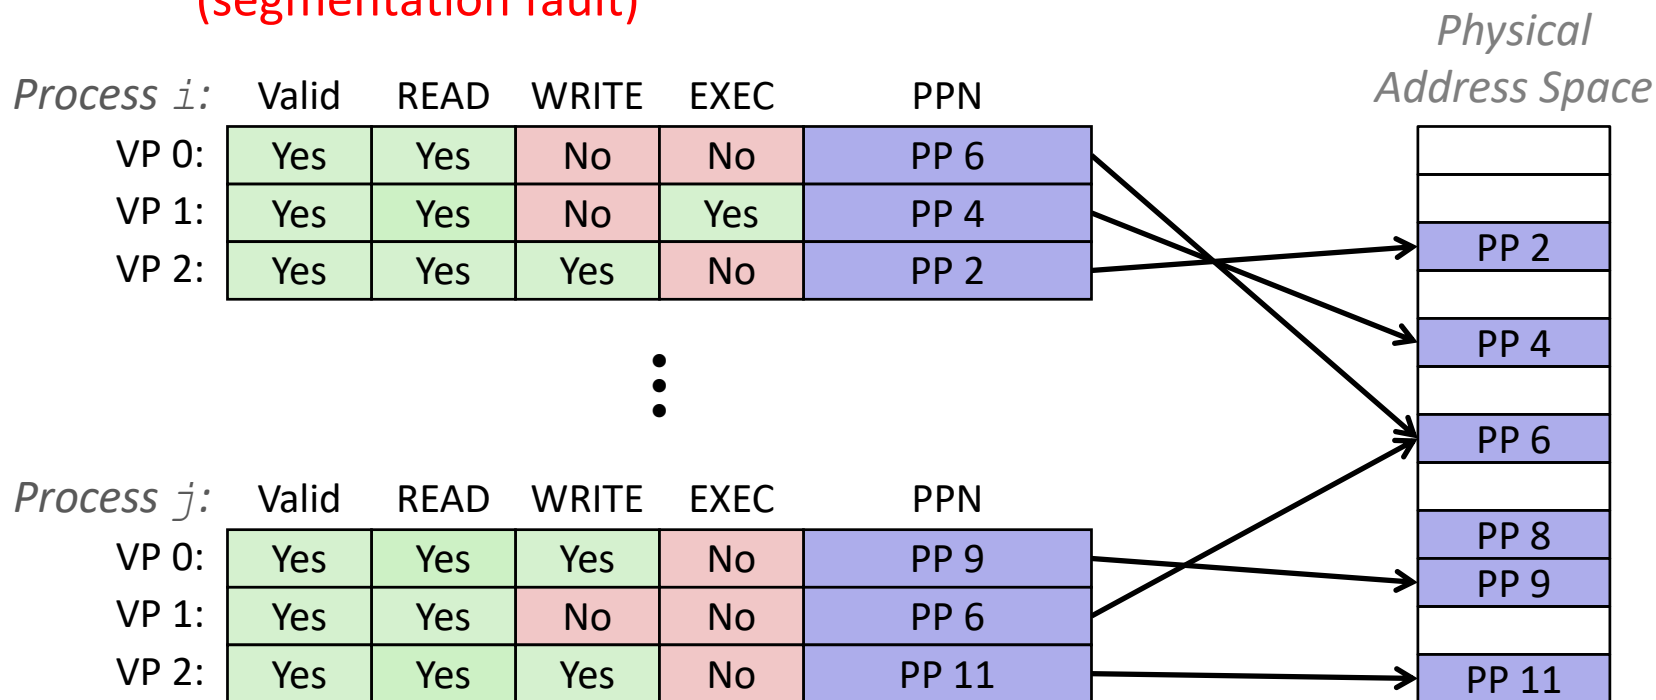 (segmentation fault)
Physical
Address Space
Process i: Valid READ WRITE EXEC PPN
VP 0: Yes Yes No No PP 6
VP 1: Yes Yes No Yes PP 4
VP 2: Yes Yes Yes No PP 2
PP 2
PP 4
PP 6
PP 8
PP 9
PP 11
Process j: Valid READ WRITE EXEC PPN
VP 0: Yes Yes Yes No PP 9
VP 1: Yes Yes No No PP 6
VP 2: Yes Yes Yes No PP 11